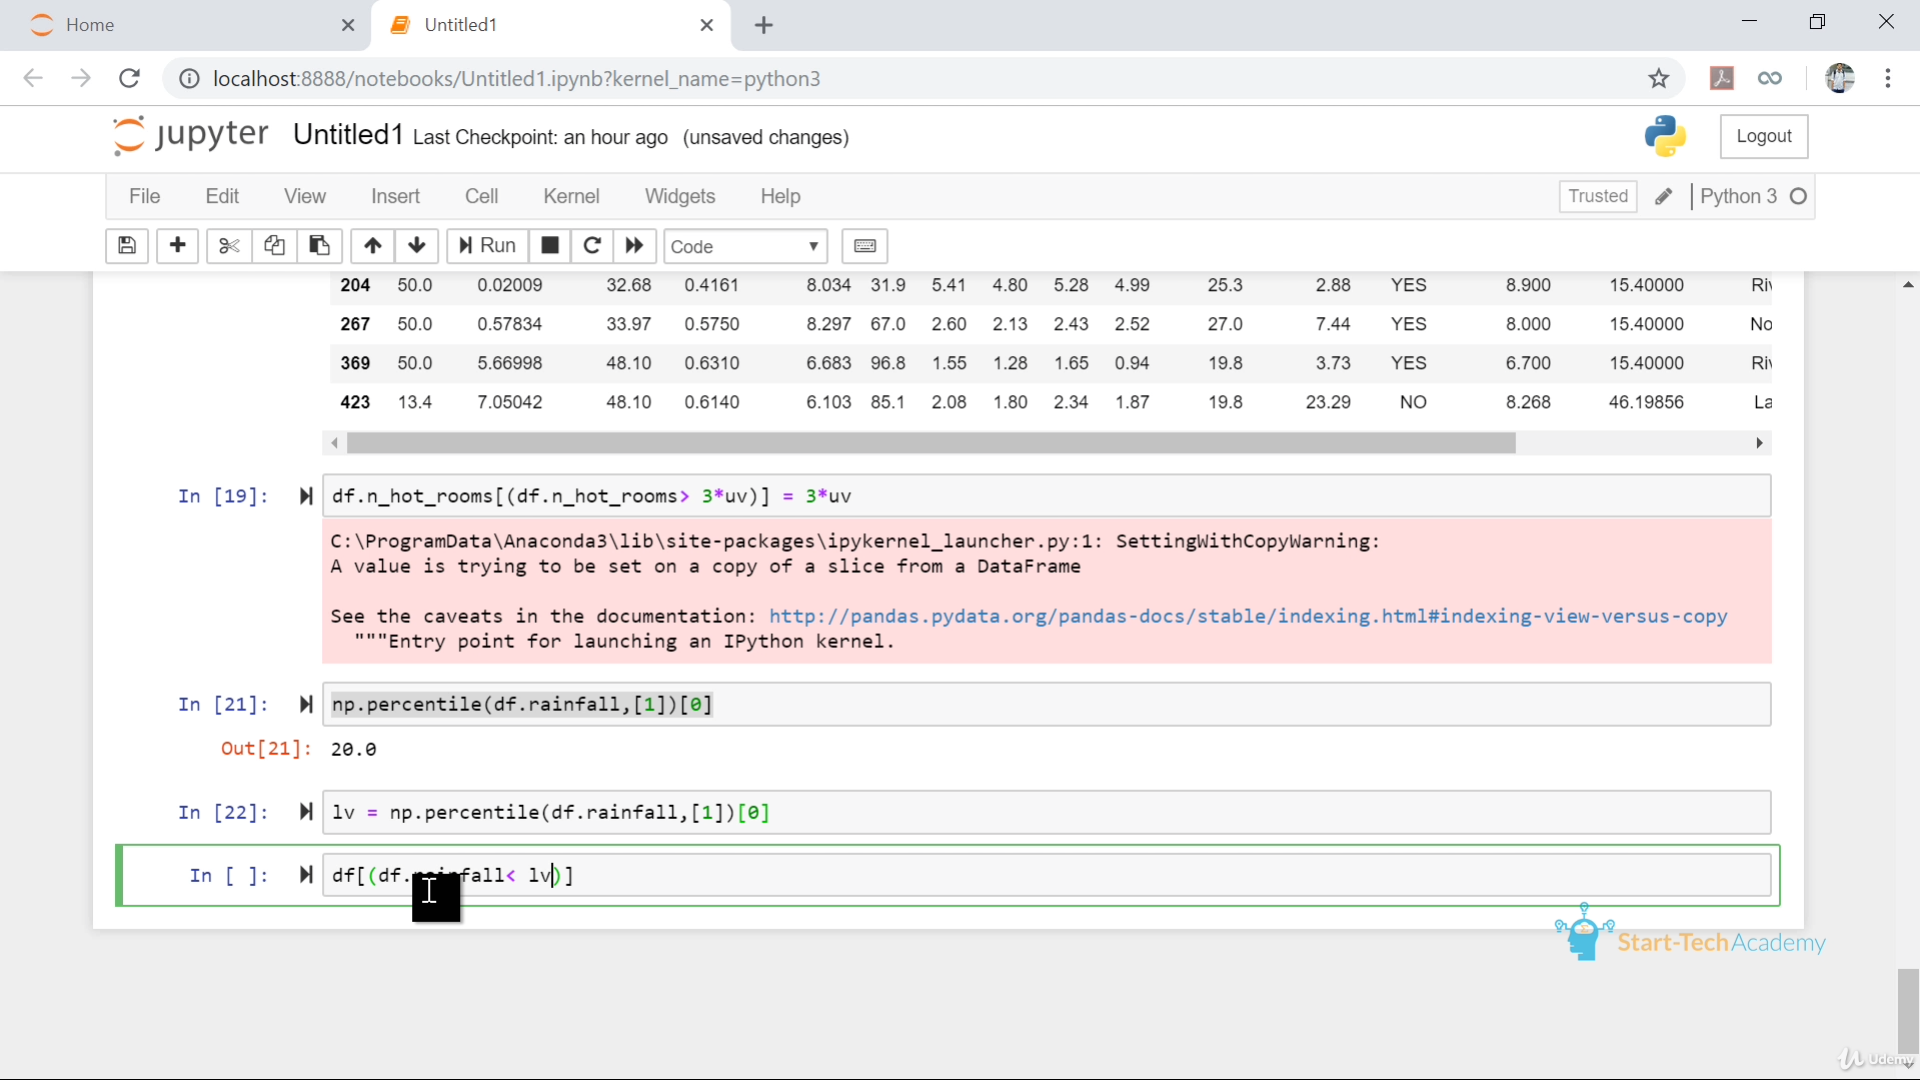 Home
Untitled1
localhost:8888/notebooks/Untitled1.ipynb?kernel_name=python3
jupyter Untitled1 Last Checkpoint: an hour ago (unsaved changes)
Logout
File Edit View Insert Cell Kernel Widgets Help
Trusted Python 3
Run Code
204 50.0 0.02009 32.68 0.4161 8.034 31.9 5.41 4.80 5.28 4.99 25.3 2.88 YES 8.900 15.40000
267 50.0 0.57834 33.97 0.5750 8.297 67.0 2.60 2.13 2.43 2.52 27.0 7.44 YES 8.000 15.40000 No
369 50.0 5.66998 48.10 0.6310 6.683 96.8 1.55 1.28 1.65 0.94 19.8 3.73 YES 6.700 15.40000
423 13.4 7.05042 48.10 0.6140 6.103 85.1 2.08 1.80 2.34 1.87 19.8 23.29 NO 8.268 46.19856 La
In [19]: df.n_hot_rooms[(df.n_hot_rooms> 3*uv)] = 3*uv
C:\ProgramData\Anaconda3\lib\site-packages\ipykernel_launcher.py:1: SettingWithCopyWarning:
A value is trying to be set on a copy of a slice from a DataFrame
See the caveats in the documentation: http://pandas.pydata.org/pandas-docs/stable/indexing.html#indexing-view-versus-copy
"""Entry point for launching an IPython kernel.
In [21]: np.percentile(df.rainfall,[1])[0]
Out[21]: 20.0
In [22]: lv = np.percentile(df.rainfall,[1])[0]
In [ ]: df[(df.rainfall< lv)]
Start-TechAcademy
Udemy